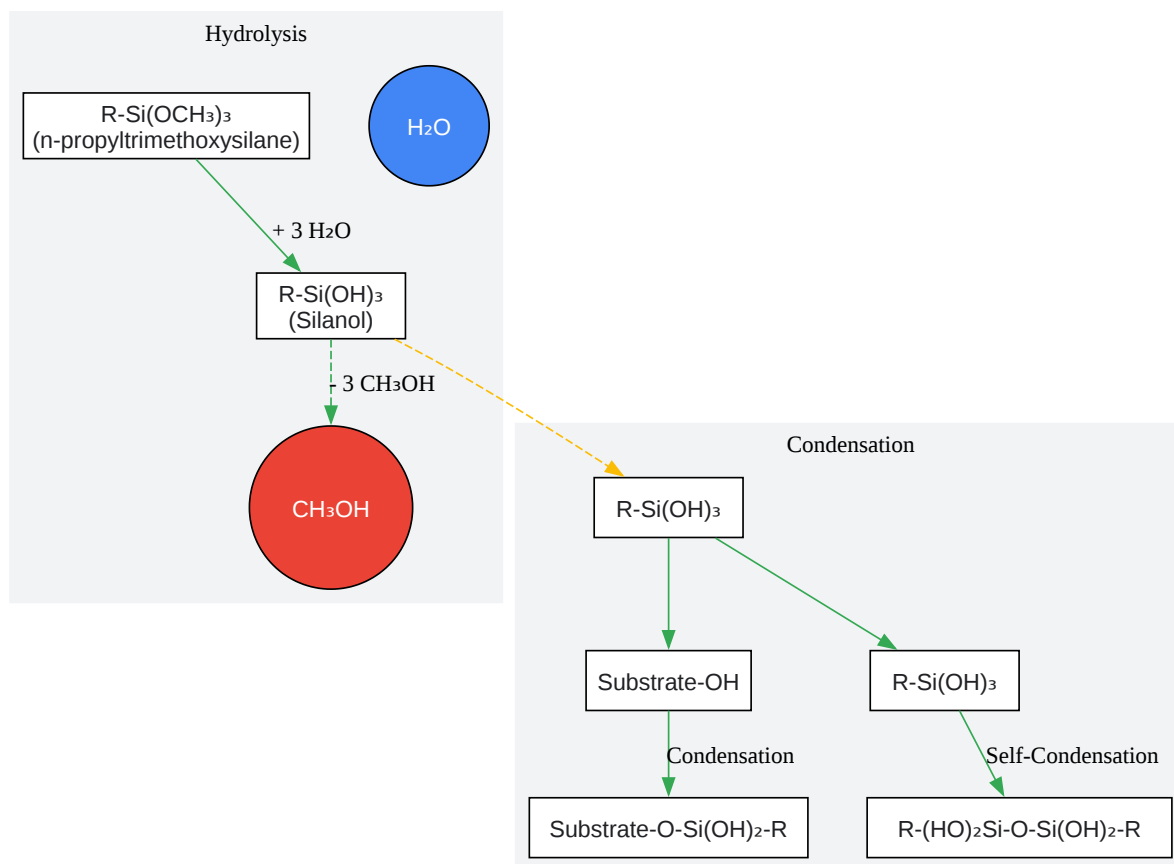 Hydrolysis
R-Si(OCH₃)₃
(n-propyltrimethoxysilane)
H₂O
+ 3 H₂O
R-Si(OH)₃
(Silanol)
- 3 CH₃OH
CH₃OH
Condensation
R-Si(OH)₃
Substrate-OH
R-Si(OH)₃
Condensation
Self-Condensation
Substrate-O-Si(OH)₂-R
R-(HO)₂Si-O-Si(OH)₂-R